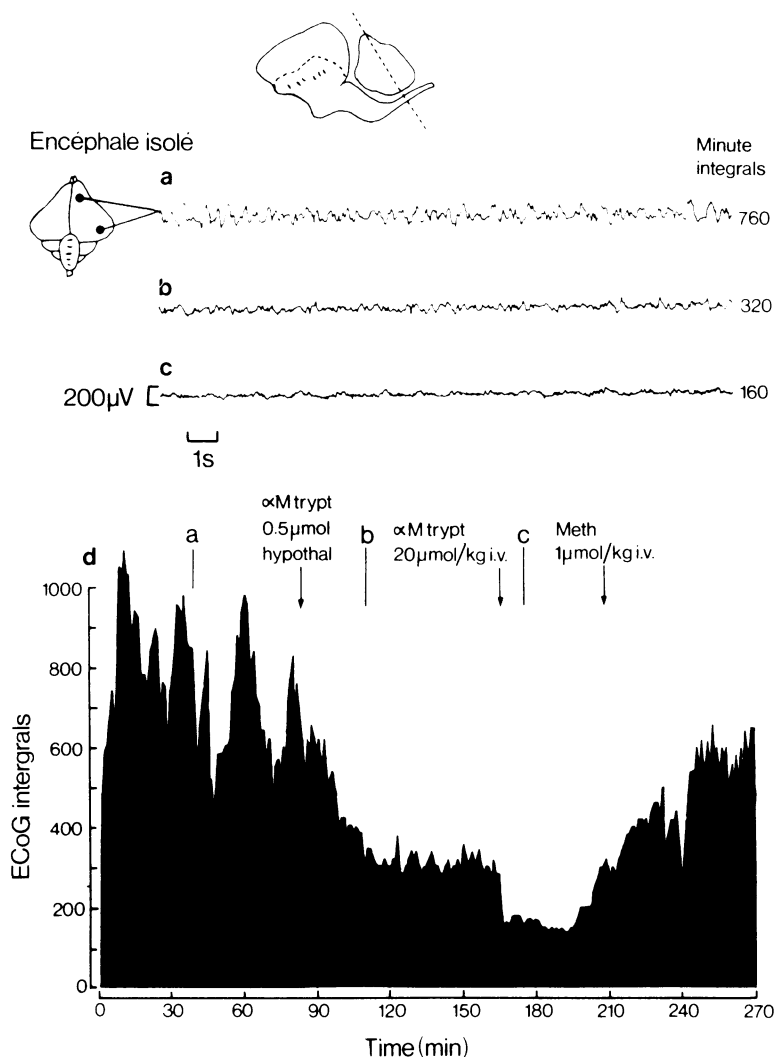 Encéphale isolé
Minute
integrals
a
760
b
320
c
160
200µV
1s
∝M trypt
0.5µmol
hypothal
a
b
∝M trypt
20µmol/kg i.v.
c
Meth
1µmol/kg i.v.
d
1000
800
600
400
200
0
ECoG intergrals
0 30 60 90 120 150 180 210 240 270
Time (min)